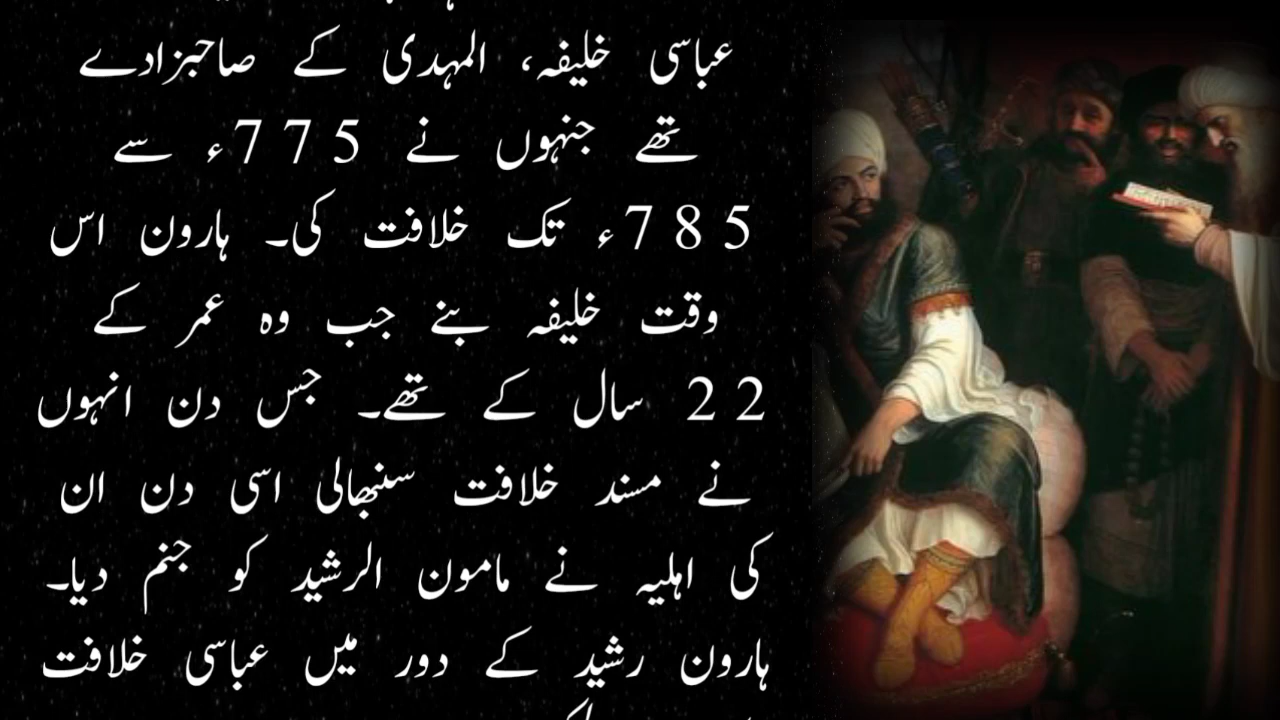 عباسی خلیفہ، المہدی کے صاحبزادے
تھے جنہوں نے 775ء سے
785ء تک خلافت کی۔ ہارون اس
وقت خلیفہ بنے جب وہ عمر کے
22 سال کے تھے۔ جس دن انہوں
نے مسند خلافت سنبھالی اسی دن ان
کی اہلیہ نے مامون الرشید کو جنم دیا۔
ہارون رشید کے دور میں عباسی خلافت